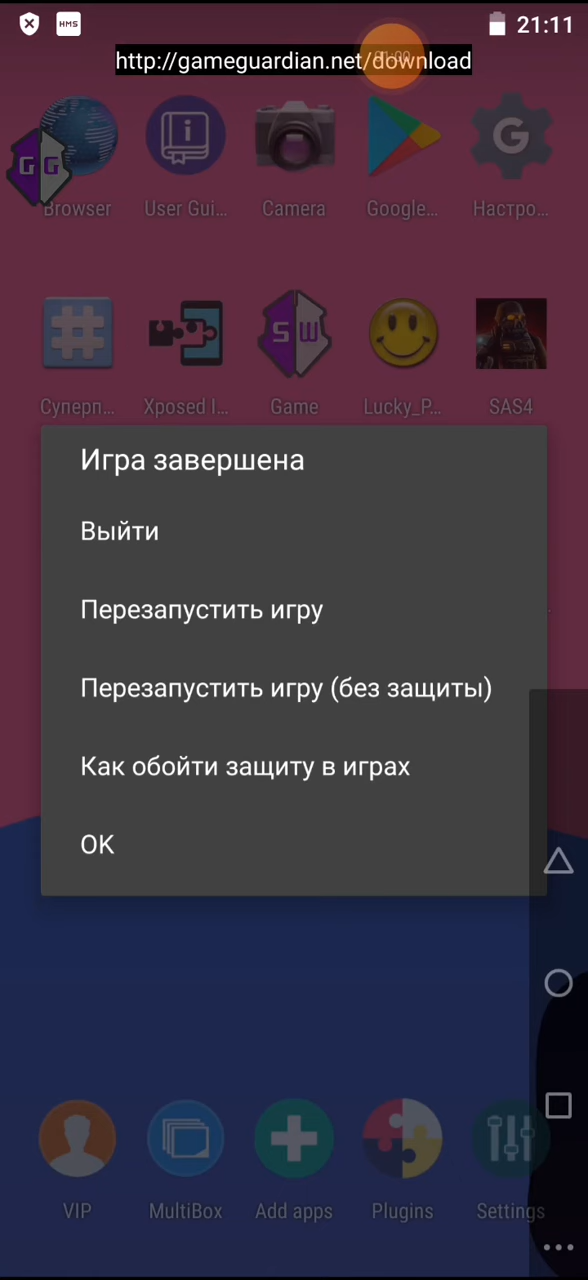 HMS
21:11
http://gameguardian.net/download
G G
Browser
User Gui...
Camera
Google...
Настро...
S W
Суперп...
Xposed I...
Game
Lucky_P...
SAS4
Игра завершена
Выйти
Перезапустить игру
Перезапустить игру (без защиты)
Как обойти защиту в играх
OK
VIP
MultiBox
Add apps
Plugins
Settings